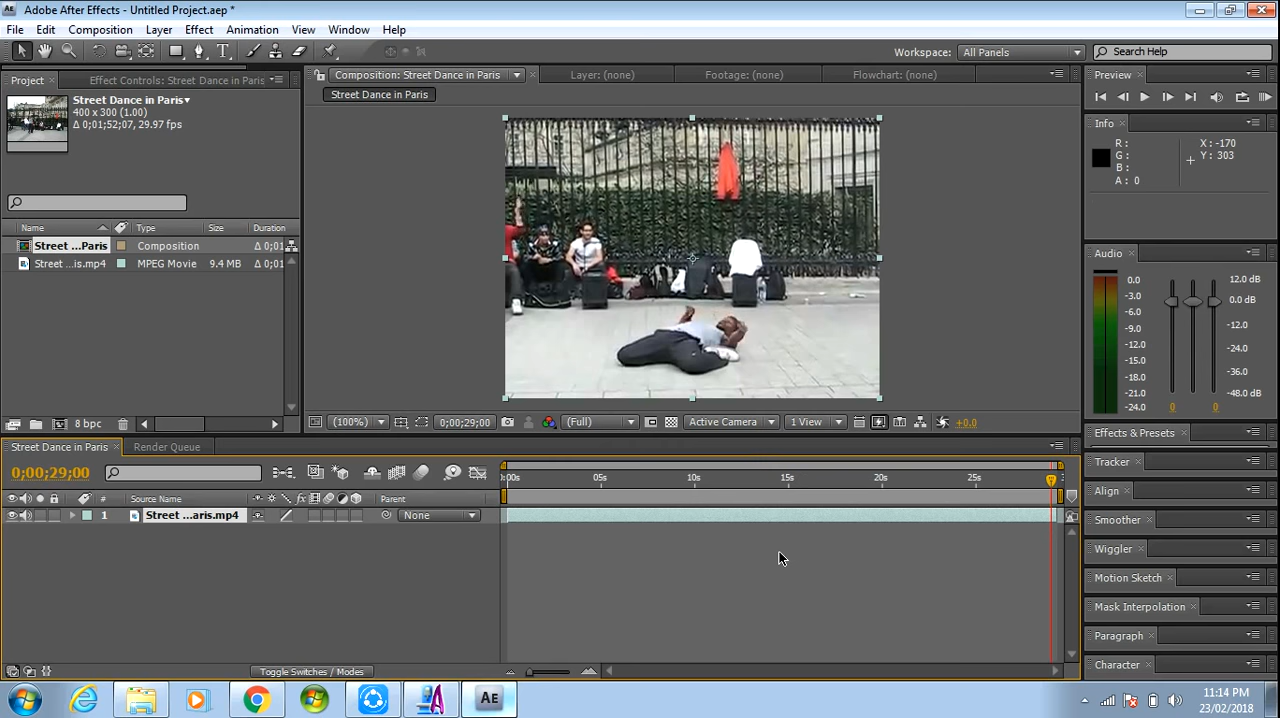 Adobe After Effects - Untitled Project.aep *
File Edit Composition Layer Effect Animation View Window Help
Workspace: All Panels Search Help
Project Effect Controls: Street Dance in Paris
Composition: Street Dance in Paris Layer: (none) Footage: (none) Flowchart: (none)
Preview
Street Dance in Paris▾
400 x 300 (1.00)
Δ 0;01;52;07, 29.97 fps
Street Dance in Paris
Info
R :
G :
B :
A : 0
X : -170
Y : 303
Name Type Size Duration
Street ...Paris Composition Δ 0;01
Street ...is.mp4 MPEG Movie 9.4 MB Δ 0;01
Audio
0.0
-3.0
-6.0
-9.0
-12.0
-15.0
-18.0
-21.0
-24.0
12.0 dB
0.0 dB
-12.0
-24.0
-36.0
-48.0 dB
0 0
8 bpc
(100%) 0;00;29;00 (Full) Active Camera 1 View +0.0
Effects & Presets
Tracker
Align
Smoother
Wiggler
Motion Sketch
Mask Interpolation
Paragraph
Character
Street Dance in Paris Render Queue
0;00;29;00
0:00s 05s 10s 15s 20s 25s
# Source Name Parent
1 Street ...aris.mp4 None
Toggle Switches / Modes
AE
11:14 PM
23/02/2018